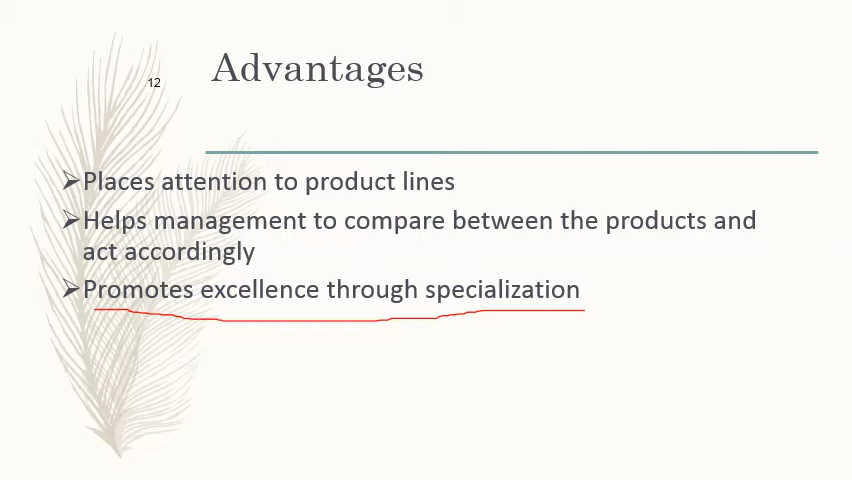 12
Advantages
➢Places attention to product lines
➢Helps management to compare between the products and
act accordingly
➢Promotes excellence through specialization